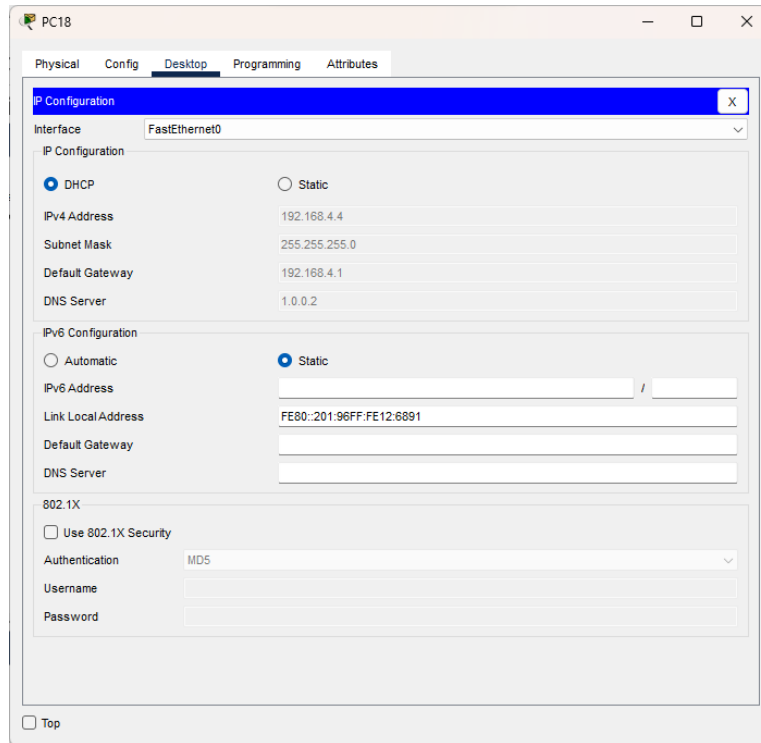 PC18
Physical Config Desktop Programming Attributes
IP Configuration X
Interface FastEthernet0
IP Configuration
DHCP Static
IPv4 Address 192.168.4.4
Subnet Mask 255.255.255.0
Default Gateway 192.168.4.1
DNS Server 1.0.0.2
IPv6 Configuration
Automatic Static
IPv6 Address /
Link Local Address FE80::201:96FF:FE12:6891
Default Gateway
DNS Server
802.1X
Use 802.1X Security
Authentication MD5
Username
Password
Top